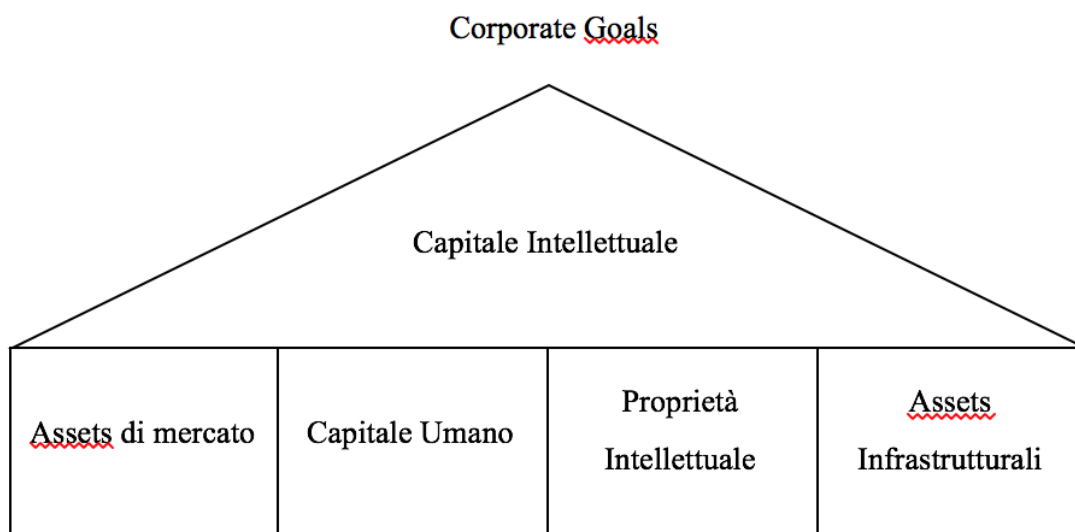 Corporate Goals
Capitale Intellettuale
Assets di mercato
Capitale Umano
Proprietà
Intellettuale
Assets
Infrastrutturali